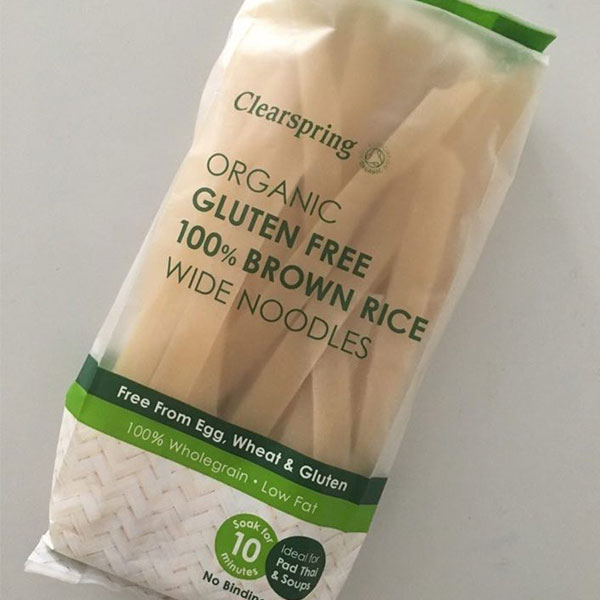 Clearspring
ORGANIC
GLUTEN FREE
100% BROWN RICE
WIDE NOODLES
Free From Egg, Wheat & Gluten
100% Wholegrain • Low Fat
Soak for
10
minutes
Ideal for
Pad Thai
& Soups
No Bindin